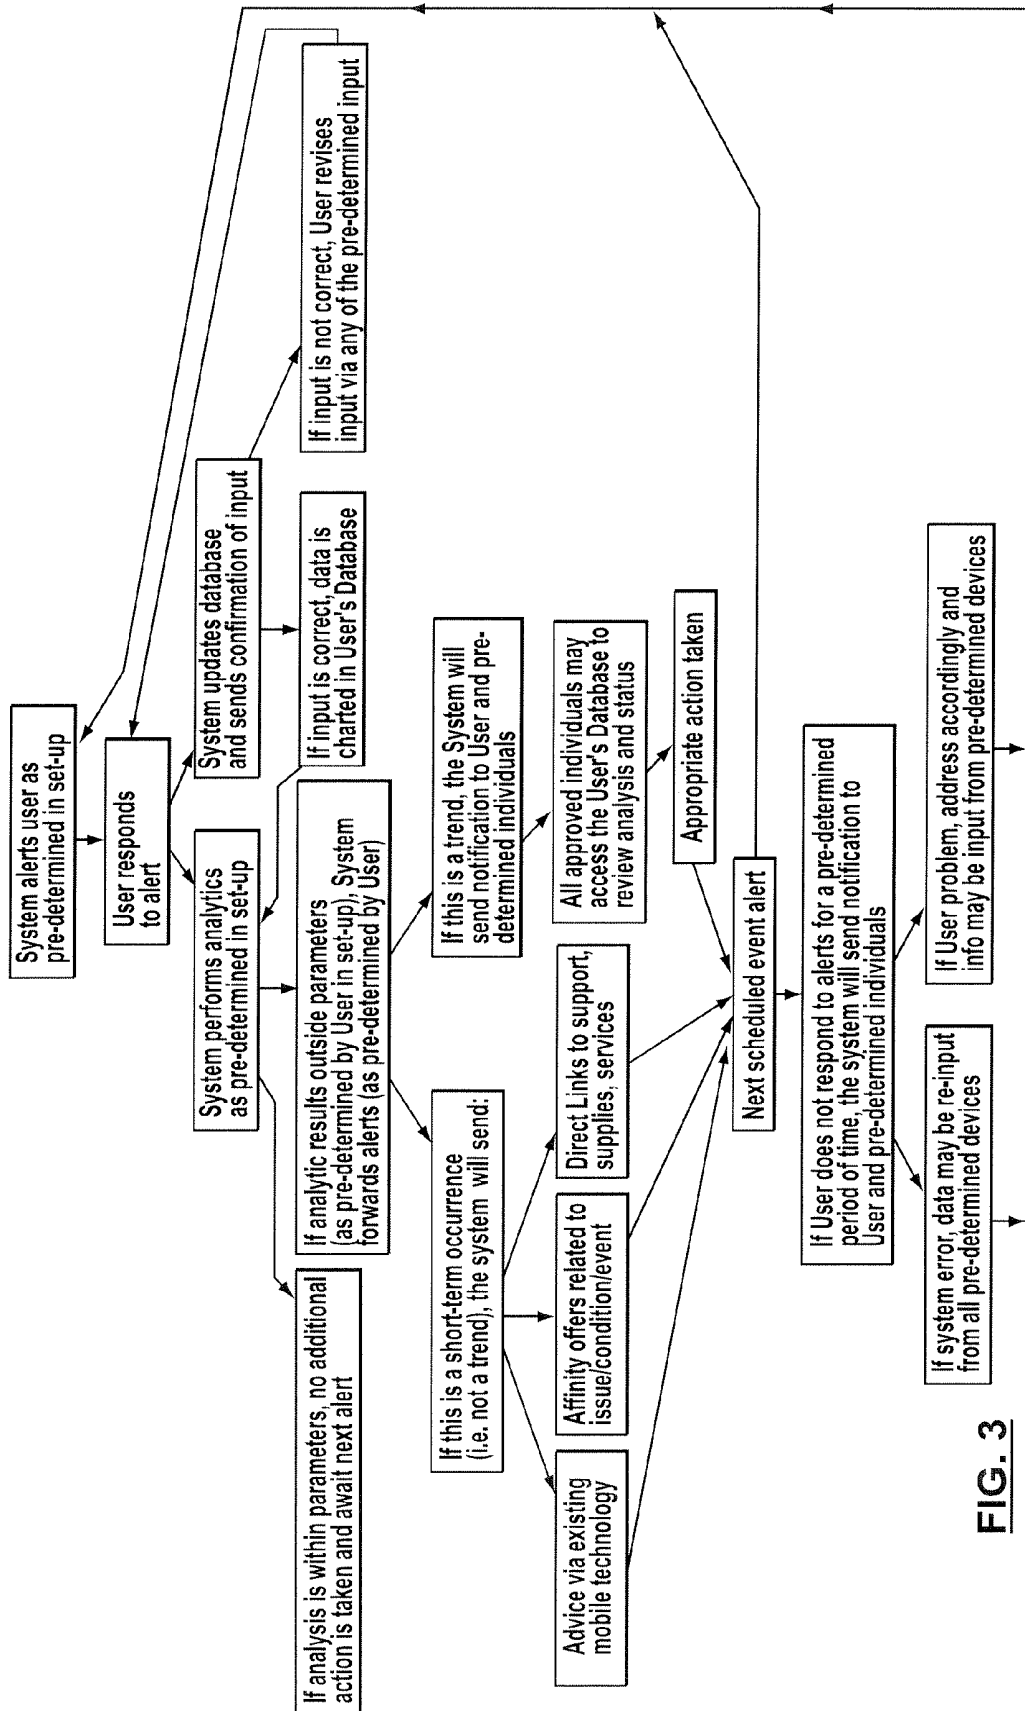 System alerts user as
pre-determined in set-up
User responds
to alert
System performs analytics
as pre-determined in set-up
System updates database
and sends confirmation of input
If analysis is within parameters, no additional
action is taken and await next alert
If analytic results outside parameters
(as pre-determined by User in set-up), System
forwards alerts (as pre-determined by User)
If input is correct, data is
charted in User's Database
If input is not correct, User revises
input via any of the pre-determined input
If this is a short-term occurrence
(i.e. not a trend), the system will send:
If this is a trend, the System will
send notification to User and pre-
determined individuals
Advice via existing
mobile technology
Affinity offers related to
issue/condition/event
Direct Links to support,
supplies, services
All approved individuals may
access the User's Database to
review analysis and status
Appropriate action taken
Next scheduled event alert
If User does not respond to alerts for a pre-determined
period of time, the system will send notification to
User and pre-determined individuals
If system error, data may be re-input
from all pre-determined devices
If User problem, address accordingly and
info may be input from pre-determined devices
FIG. 3